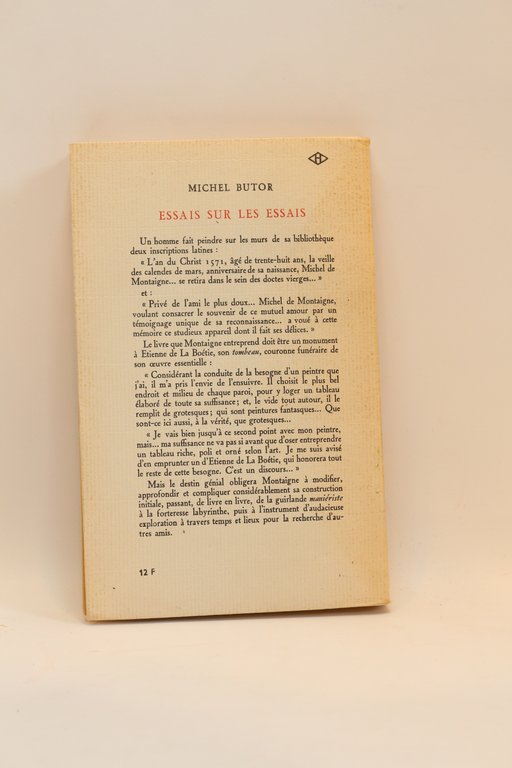 H
MICHEL BUTOR
ESSAIS SUR LES ESSAIS
Un homme fait peindre sur les murs de sa bibliothèque
deux inscriptions latines :
« L'an du Christ 1571, âgé de trente-huit ans, la veille
des calendes de mars, anniversaire de sa naissance, Michel de
Montaigne... se retira dans le sein des doctes vierges... »
et :
« Privé de l'ami le plus doux... Michel de Montaigne,
voulant consacrer le souvenir de ce mutuel amour par un
témoignage unique de sa reconnaissance... a voué à cette
mémoire ce studieux appareil dont il fait ses délices. »
Le livre que Montaigne entreprend doit être un monument
à Etienne de La Boétie, son tombeau, couronne funéraire de
son œuvre essentielle :
« Considérant la conduite de la besogne d'un peintre que
j'ai, il m'a pris l'envie de l'ensuivre. Il choisit le plus bel
endroit et milieu de chaque paroi, pour y loger un tableau
élaboré de toute sa suffisance ; et, le vide tout autour, il le
remplit de grotesques ; qui sont peintures fantasques... Que
sont-ce ici aussi, à la vérité, que grotesques...
« Je vais bien jusqu'à ce second point avec mon peintre,
mais... ma suffisance ne va pas si avant que d'oser entreprendre
un tableau riche, poli et orné selon l'art. Je me suis avisé
d'en emprunter un d'Etienne de La Boétie, qui honorera tout
le reste de cette besogne. C'est un discours... »
Mais le destin génial obligera Montaigne à modifier,
approfondir et compliquer considérablement sa construction
initiale, passant, de livre en livre, de la guirlande maniériste
à la forteresse labyrinthe, puis à l'instrument d'audacieuse
exploration à travers temps et lieux pour la recherche d'au-
tres amis.
12 F